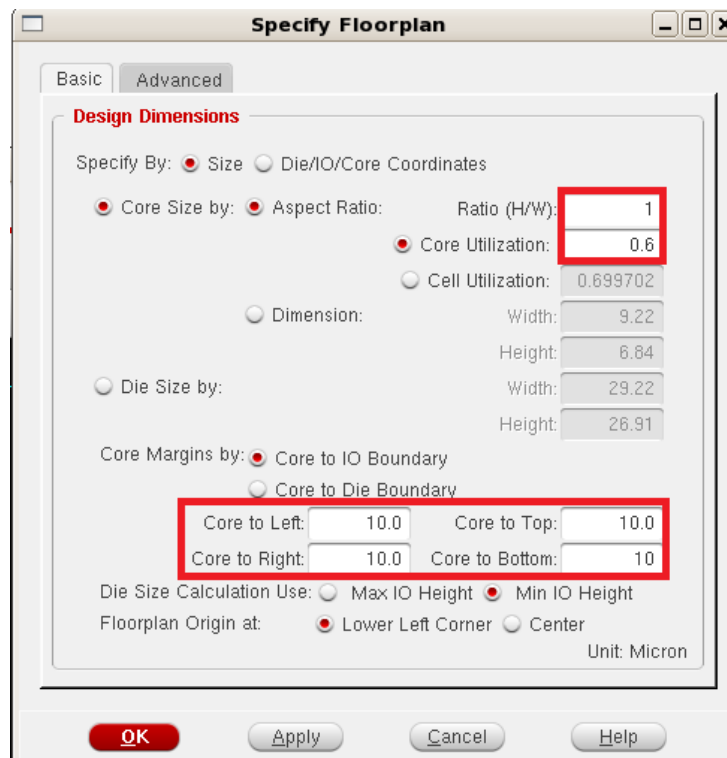 Specify Floorplan
Basic Advanced
Design Dimensions
Specify By: Size Die/IO/Core Coordinates
Core Size by: Aspect Ratio: Ratio (H/W): 1
Core Utilization: 0.6
Cell Utilization: 0.699702
Dimension: Width: 9.22
Height: 6.84
Die Size by: Width: 29.22
Height: 26.91
Core Margins by: Core to IO Boundary
Core to Die Boundary
Core to Left: 10.0 Core to Top: 10.0
Core to Right: 10.0 Core to Bottom: 10
Die Size Calculation Use: Max IO Height Min IO Height
Floorplan Origin at: Lower Left Corner Center
Unit: Micron
OK Apply Cancel Help